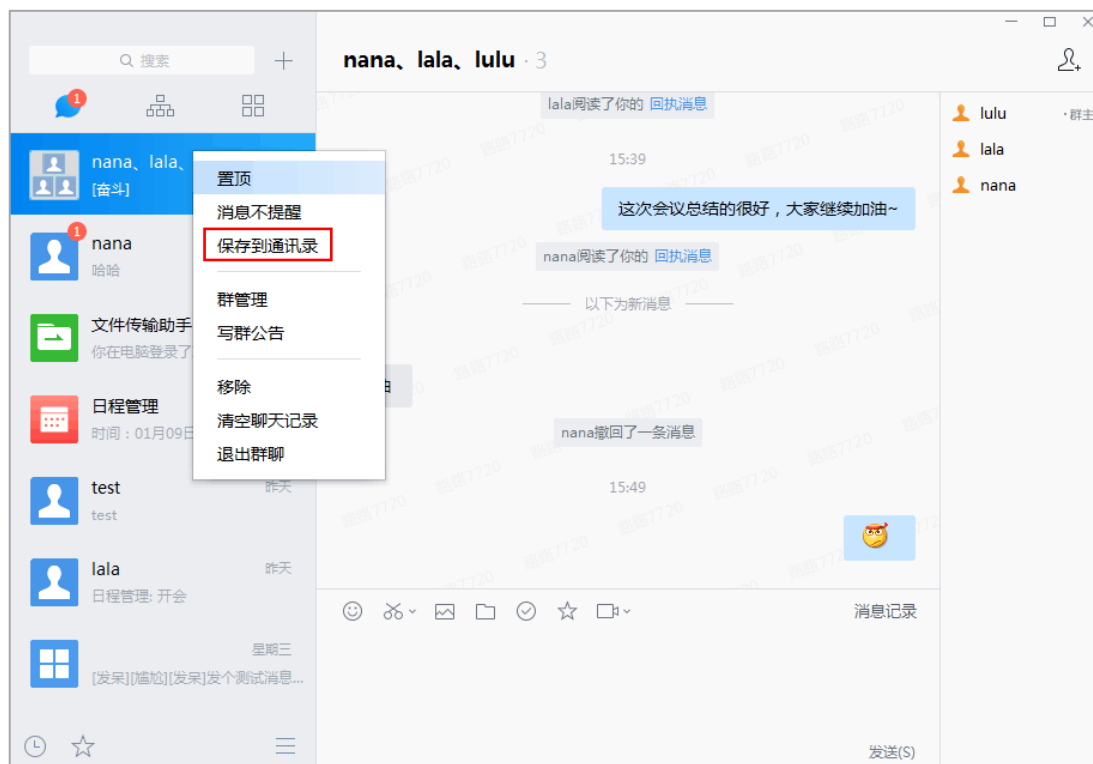 搜索
1
nana、lala、
[奋斗]
1
nana
哈哈
文件传输助手
你在电脑登录了
日程管理
时间：01月09日
test
昨天
test
lala
昨天
日程管理: 开会
星期三
[发呆][尴尬][发呆]发个测试消息...
置顶
消息不提醒
保存到通讯录
群管理
写群公告
移除
清空聊天记录
退出群聊
nana、lala、lulu · 3
lala阅读了你的 回执消息
15:39
这次会议总结的很好，大家继续加油~
nana阅读了你的 回执消息
以下为新消息
nana撤回了一条消息
15:49
消息记录
发送(S)
lulu
·群主
lala
nana
路路7720